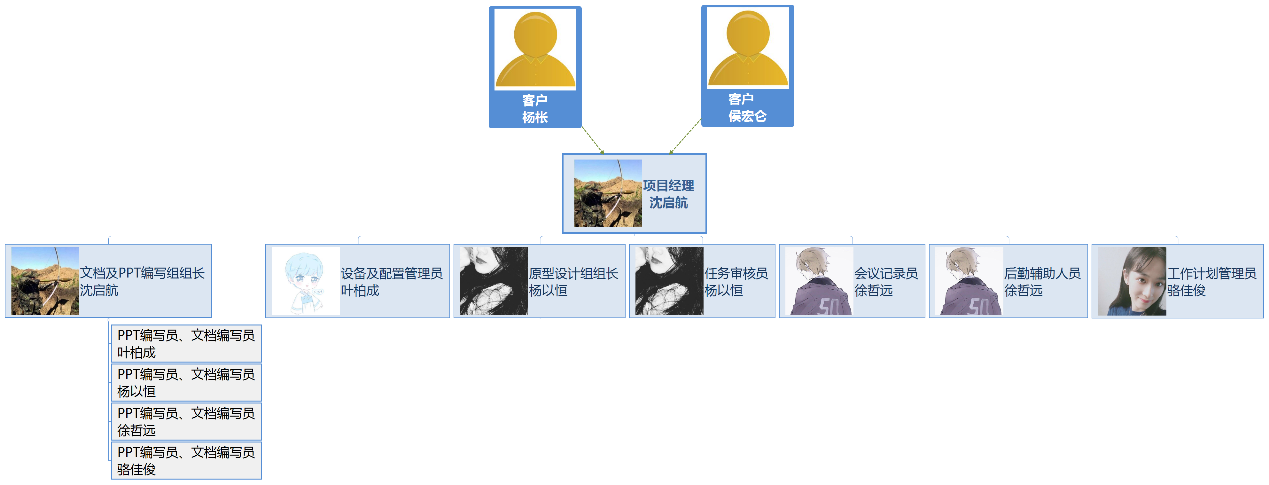 客户
杨枨
客户
侯宏仑
项目经理
沈启航
文档及PPT编写组组长
沈启航
设备及配置管理员
叶柏成
原型设计组组长
杨以恒
任务审核员
杨以恒
会议记录员
徐哲远
后勤辅助人员
徐哲远
工作计划管理员
骆佳俊
PPT编写员、文档编写员
叶柏成
PPT编写员、文档编写员
杨以恒
PPT编写员、文档编写员
徐哲远
PPT编写员、文档编写员
骆佳俊